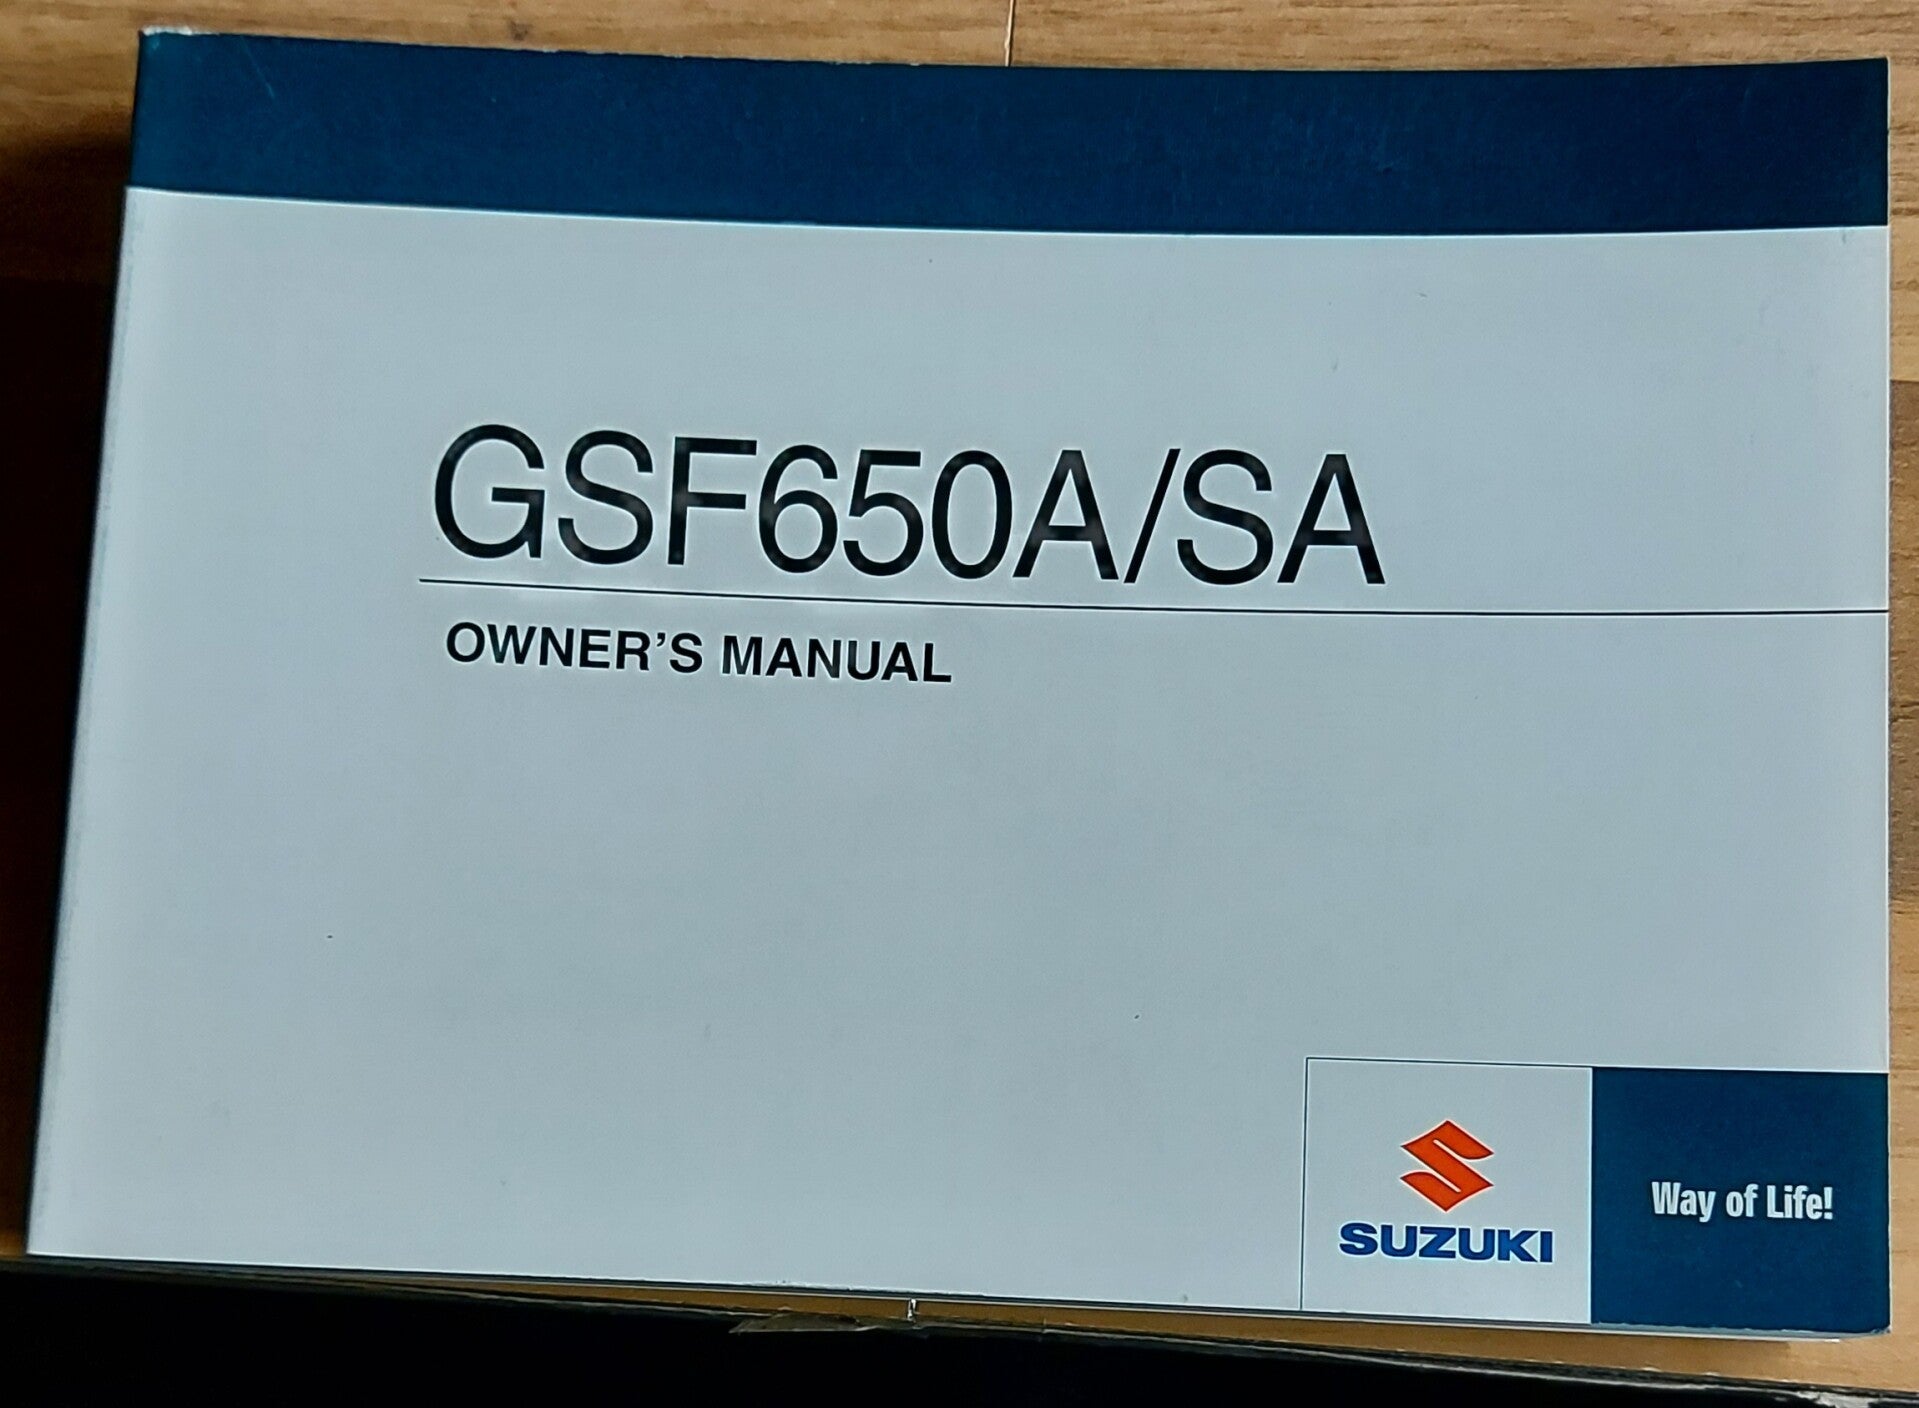 GSF650A/SA
OWNER'S MANUAL
SUZUKI
Way of Life!